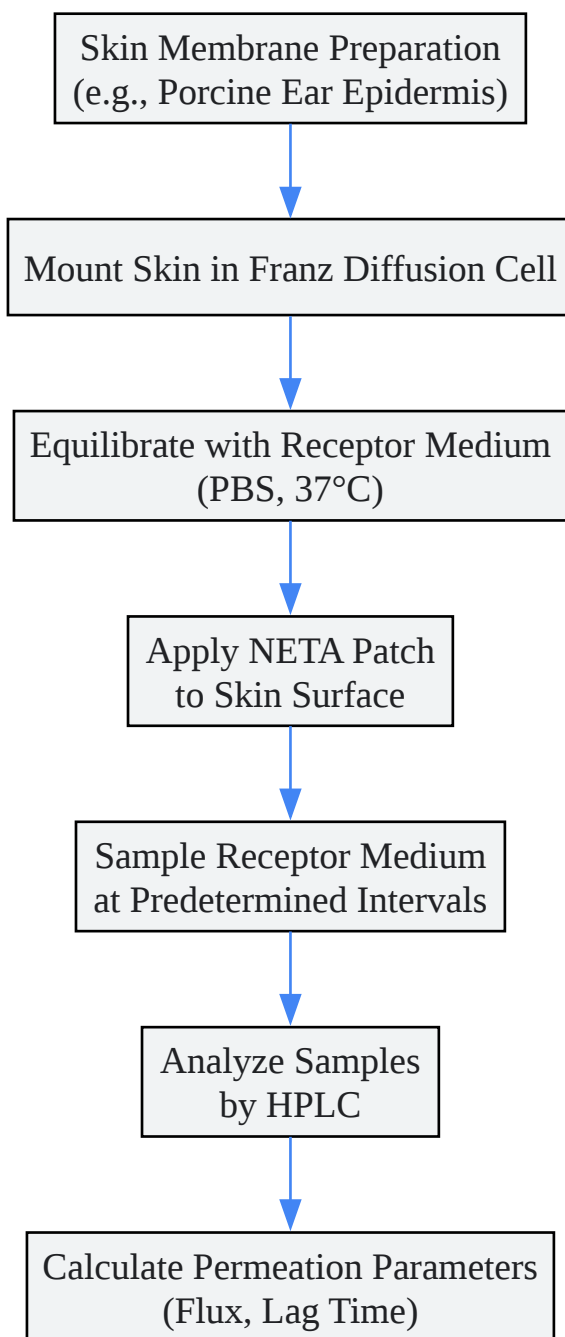 Skin Membrane Preparation
(e.g., Porcine Ear Epidermis)
Mount Skin in Franz Diffusion Cell
Equilibrate with Receptor Medium
(PBS, 37°C)
Apply NETA Patch
to Skin Surface
Sample Receptor Medium
at Predetermined Intervals
Analyze Samples
by HPLC
Calculate Permeation Parameters
(Flux, Lag Time)